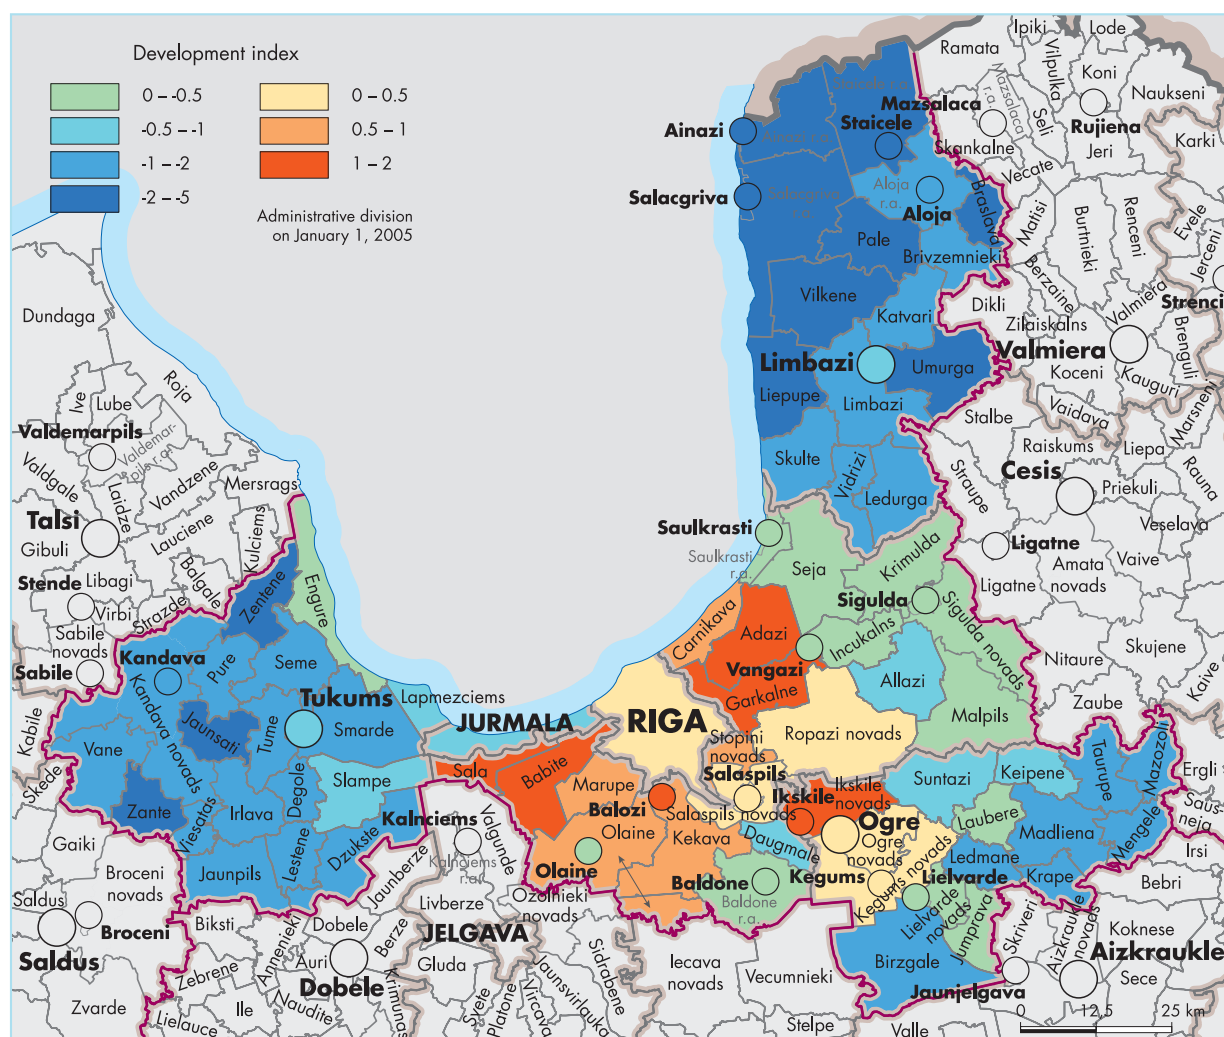 Development index
0 – -0.5
-0.5 – -1
-1 – -2
-2 – -5
0 – 0.5
0.5 – 1
1 – 2
Administrative division
on January 1, 2005
Ramata
Ipiki
Lode
Vilpulka
Koni
Naukseni
Mazsalaca
Mazsalaca
r.a.
Seli
Rujiena
Jeri
Karki
Skankalne
Vecate
Ainazi
Staicele
Salacgriva
Salacgriva
r.a.
Aloja
r.a.
Aloja
Braslava
Matisi
Burtnieki
Renceni
Evele
Jerceni
Strenci
Pale
Brivzemnieki
Vilkene
Katvari
Dikli
Berzaine
Zilaiskalns
Valmiera
Valmiera
Brenguli
Koceni
Kauguri
Vaidava
Marsneni
Limbazi
Umurga
Liepupe
Limbazi
Stalbe
Raiskums
Liepa
Cesis
Rauna
Priekuli
Straupe
Veselava
Skulte
Vidrizi
Ledurga
Ligatne
Ligatne
Amata
novads
Vaive
Skujene
Nitaure
Kaive
Zaube
Dundaga
Roja
Ive
Lube
Valdemarpils
Valdemar-
pils r.a.
Valdgale
Laidze
Vandzene
Mersrags
Talsi
Lauciene
Kulciems
Gibuli
Stende
Libagi
Balgale
Virbi
Strazde
Sabile
novads
Sabile
Kabile
Zentene
Engure
Kandava
Pure
Seme
Kandava novads
Tukums
Jaunsati
Tume
Smarde
Vane
Skede
Zante
Viesatas
Irlava
Degole
Slampe
Jaunpils
Lestene
Dzukste
Lapmezciems
JURMALA
RIGA
Saulkrasti
Saulkrasti
r.a.
Seja
Krimulda
Sigulda
Sigulda novads
Carnikava
Adazi
Vangazi
Incukalns
Garkalne
Allazi
Malpils
Ropazi novads
Stopini
novads
Salaspils
Salaspils novads
Sala
Babite
Marupe
Balozi
Olaine
Olaine
Kekava
Ikskile
Ikskile
novads
Ogre
Ogre
novads
Daugmale
Baldone
Baldone
r.a.
Kegums
Kegums novads
Lielvarde
Lielvarde
novads
Jumprava
Birzgale
Suntazi
Keipene
Laubere
Taurupe
Mazozoli
Madliena
Mengele
Ledmane
Krape
Ergli
Saus-
neja
Irsi
Bebri
Koknese
Skriveri
Aizkraukle
novads
Aizkraukle
Sece
Jaunjelgava
Kalnciems
Kalnciems
r.a.
Valgunde
Livberze
Ozolnieki
novads
JELGAVA
Gaiki
Broceni
novads
Saldus
Broceni
Saldus
Zvarde
Biksti
Zebrene
Annenieki
Dobele
Auri
Dobele
Jaunberze
Berze
Krimunas
Lielauce
Ile
Naudite
Gluda
Svete
Platone
Vircava
Jaunsvirlauka
Sidrabene
Iecava
novads
Vecumnieki
Stelpe
Valle
0 12,5 25 km